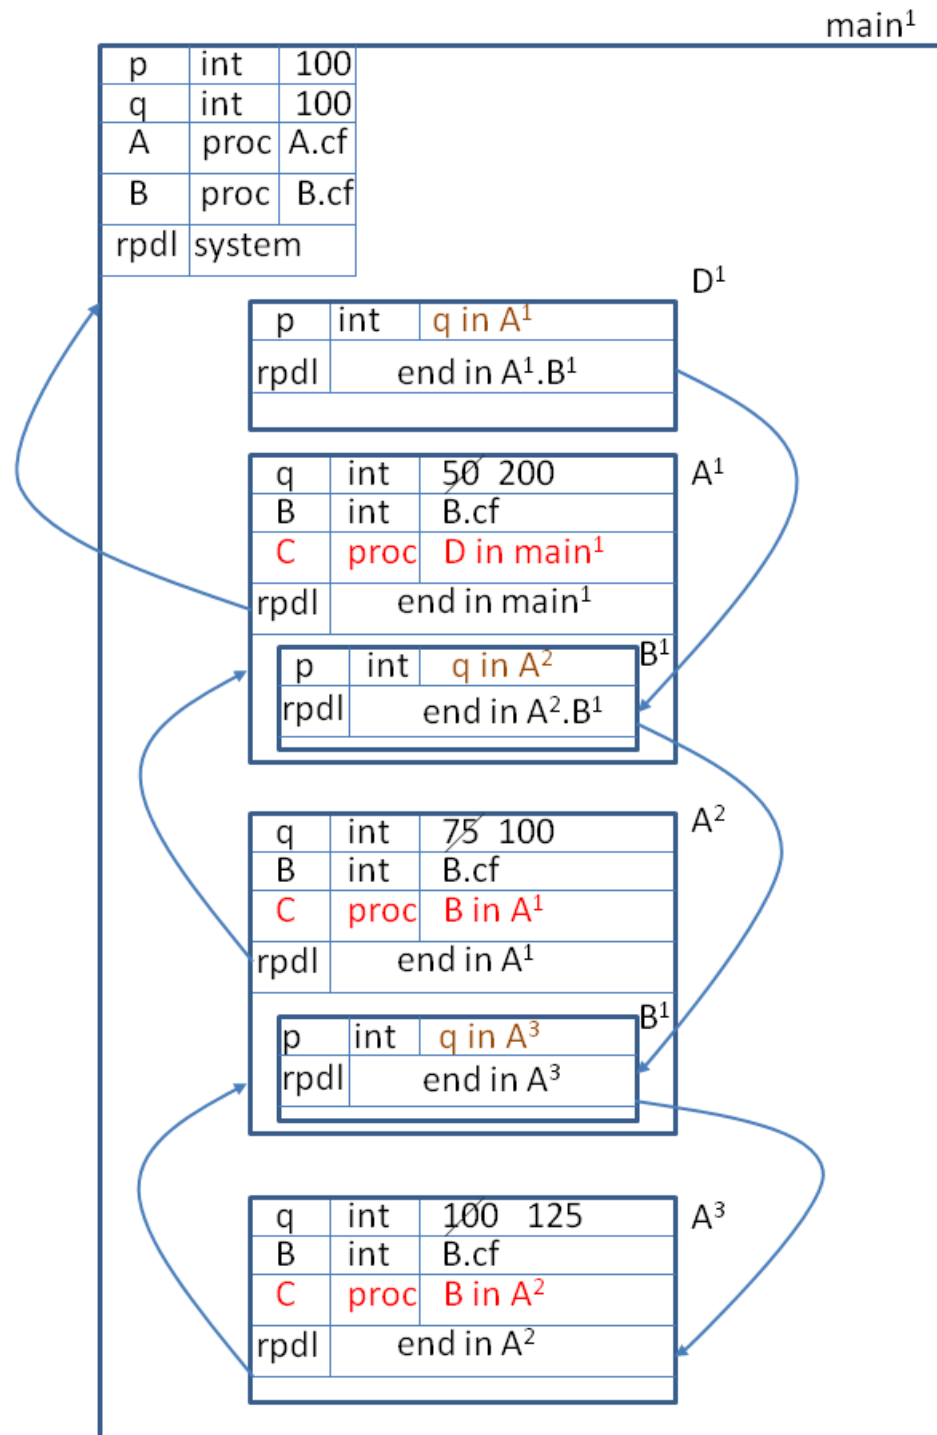 main¹
p int 100
q int 100
A proc A.cf
B proc B.cf
rpdl system
D¹
p int q in A¹
rpdl end in A¹.B¹
q int 50 200
A¹
B int B.cf
C proc D in main¹
rpdl end in main¹
B¹
p int q in A²
rpdl end in A².B¹
A²
q int 75 100
B int B.cf
C proc B in A¹
rpdl end in A¹
B¹
p int q in A³
rpdl end in A³
q int 100 125
A³
B int B.cf
C proc B in A²
rpdl end in A²